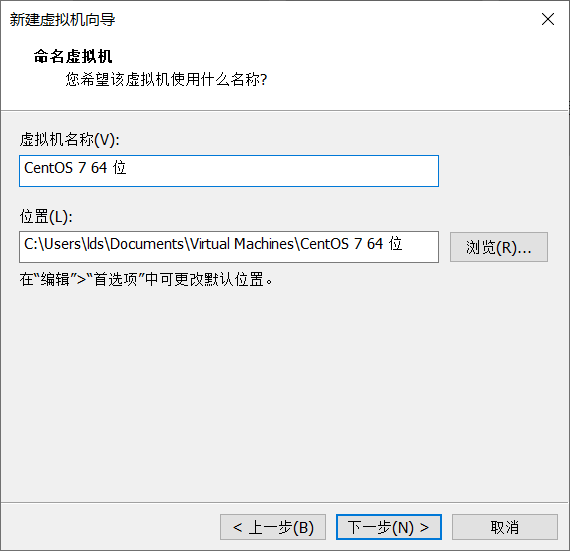 新建虚拟机向导
命名虚拟机
您希望该虚拟机使用什么名称?
虚拟机名称(V):
CentOS 7 64 位
位置(L):
C:\Users\lds\Documents\Virtual Machines\CentOS 7 64 位
浏览(R)...
在“编辑”>“首选项”中可更改默认位置。
< 上一步(B)
下一步(N) >
取消